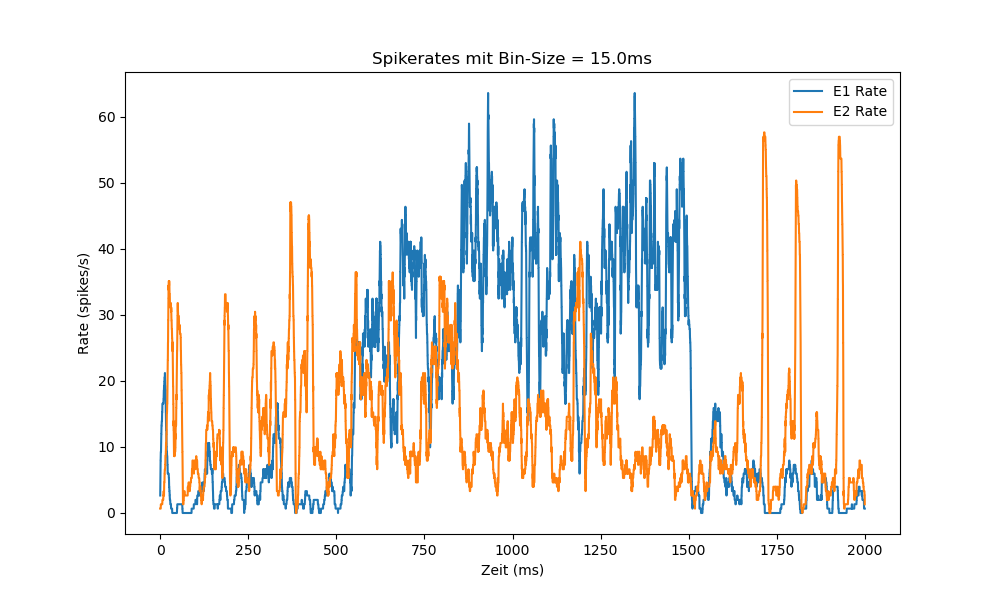 Spikerates mit Bin-Size = 15.0ms
E1 Rate
E2 Rate
Rate (spikes/s)
60
50
40
30
20
10
0
0 250 500 750 1000 1250 1500 1750 2000
Zeit (ms)